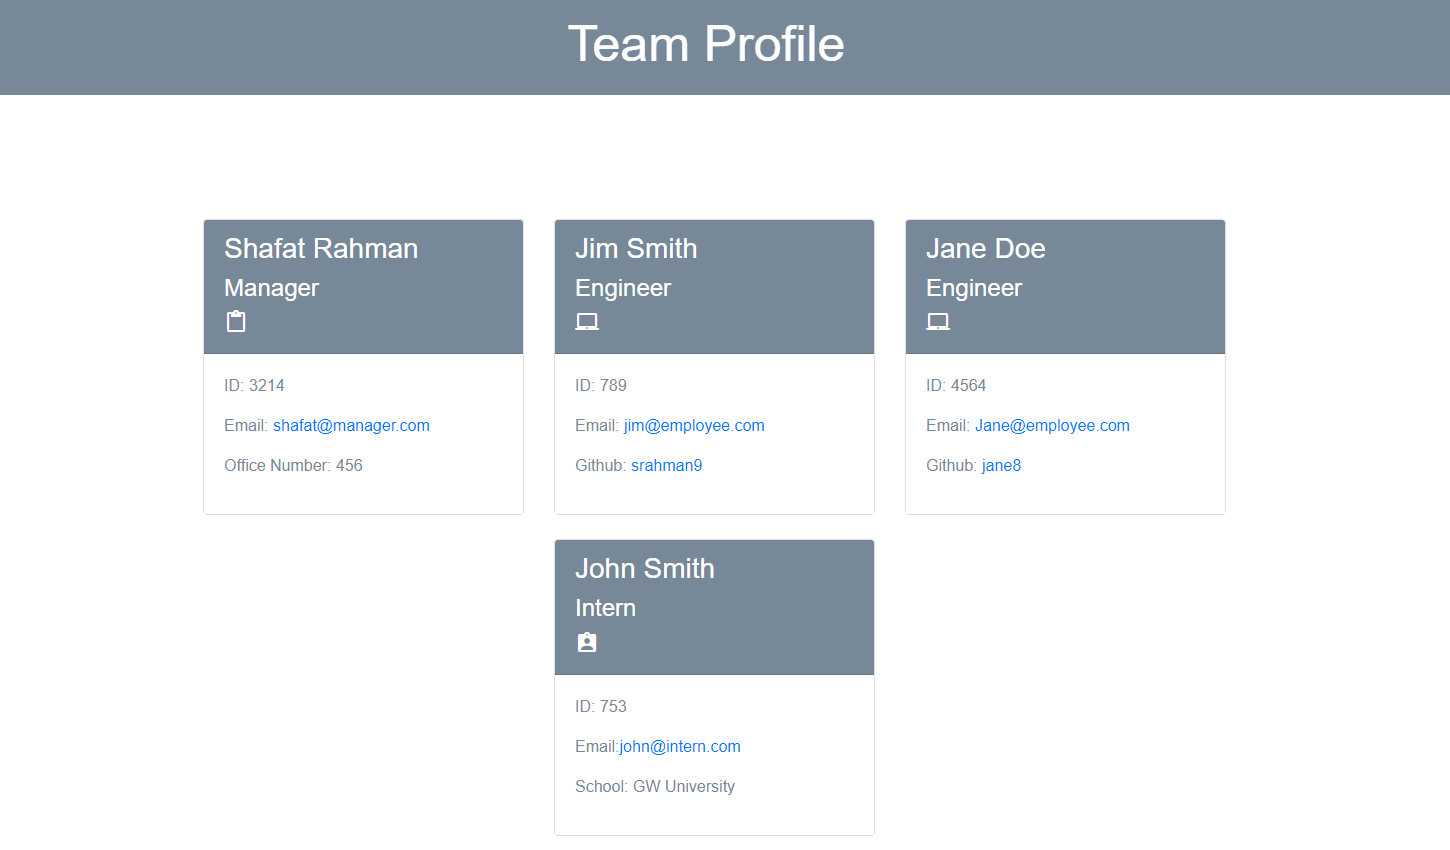 Team Profile
Shafat Rahman
Manager
ID: 3214
Email: shafat@manager.com
Office Number: 456
Jim Smith
Engineer
ID: 789
Email: jim@employee.com
Github: srahman9
Jane Doe
Engineer
ID: 4564
Email: Jane@employee.com
Github: jane8
John Smith
Intern
ID: 753
Email:john@intern.com
School: GW University